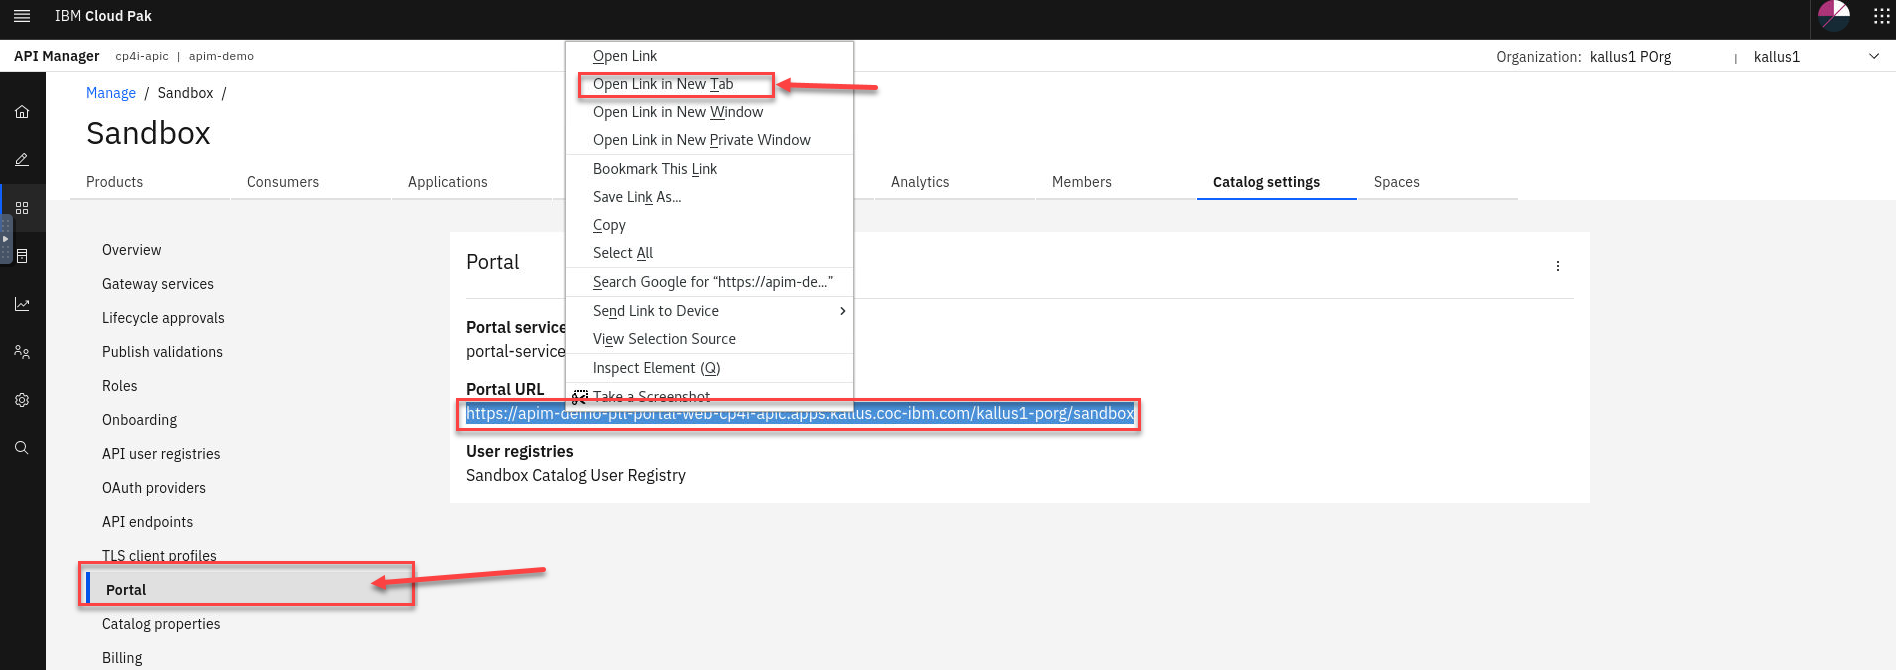 IBM Cloud Pak
API Manager cp4i-apic | apim-demo
Organization: kallus1 POrg | kallus1
Manage / Sandbox /
Sandbox
Products Consumers Applications Analytics Members Catalog settings Spaces
Open Link
Open Link in New Tab
Open Link in New Window
Open Link in New Private Window
Bookmark This Link
Save Link As...
Copy
Select All
Search Google for “https://apim-de...”
Send Link to Device
View Selection Source
Inspect Element (Q)
Take a Screenshot
Overview
Gateway services
Lifecycle approvals
Publish validations
Roles
Onboarding
API user registries
OAuth providers
API endpoints
TLS client profiles
Portal
Catalog properties
Billing
Portal
Portal service
portal-service
Portal URL
https://apim-demo-ptl-portal-web-cp4i-apic.apps.kallus.coc-ibm.com/kallus1-porg/sandbox
User registries
Sandbox Catalog User Registry